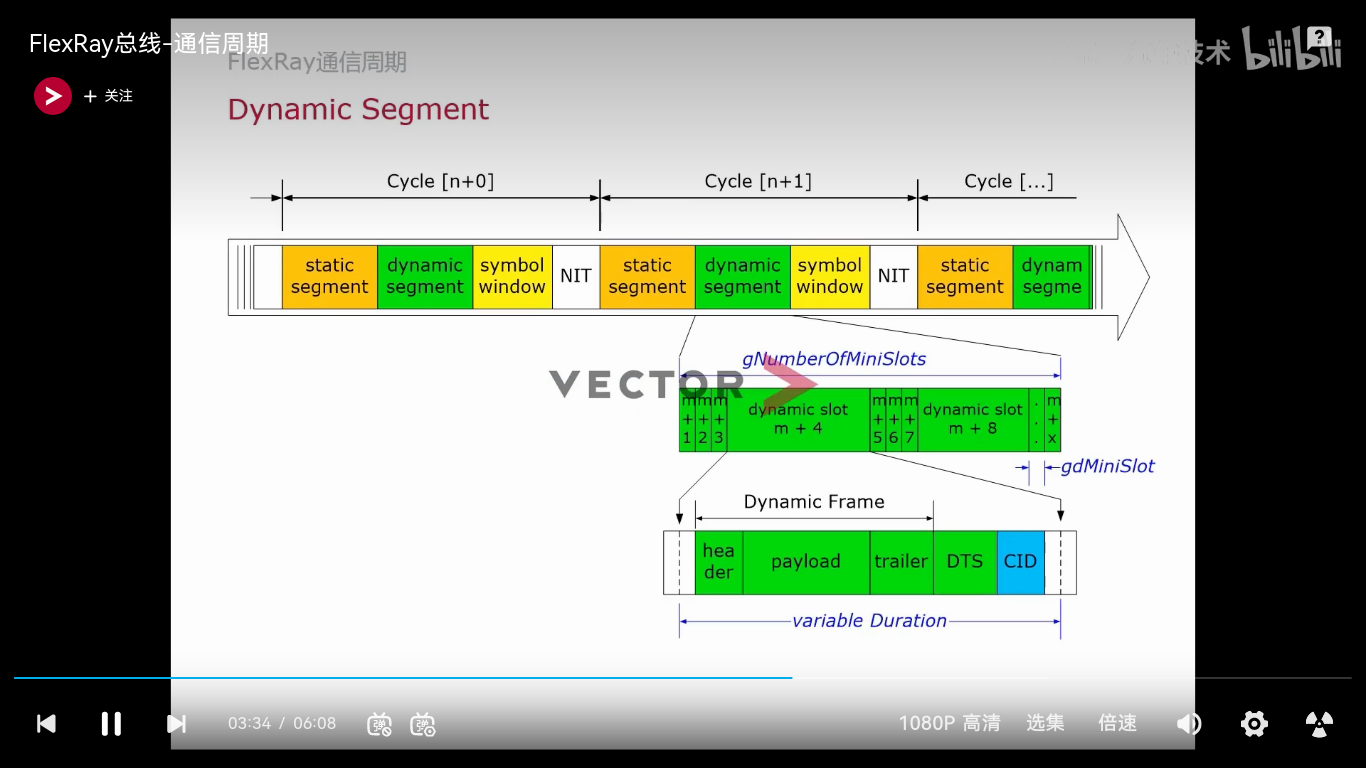 FlexRay总线-通信周期
FlexRay通信周期
技术 bilibili
+ 关注
Dynamic Segment
Cycle [n+0] Cycle [n+1] Cycle [...]
static segment
dynamic segment
symbol window
NIT
static segment
dynamic segment
symbol window
NIT
static segment
dynam segme
gNumberOfMiniSlots
VECTOR
m + 1
m + 2
m + 3
dynamic slot m + 4
m + 5
m + 6
m + 7
dynamic slot m + 8
. . .
m + x
gdMiniSlot
Dynamic Frame
hea der
payload
trailer
DTS
CID
variable Duration
03:34 / 06:08
弹
弹
1080P 高清 选集 倍速